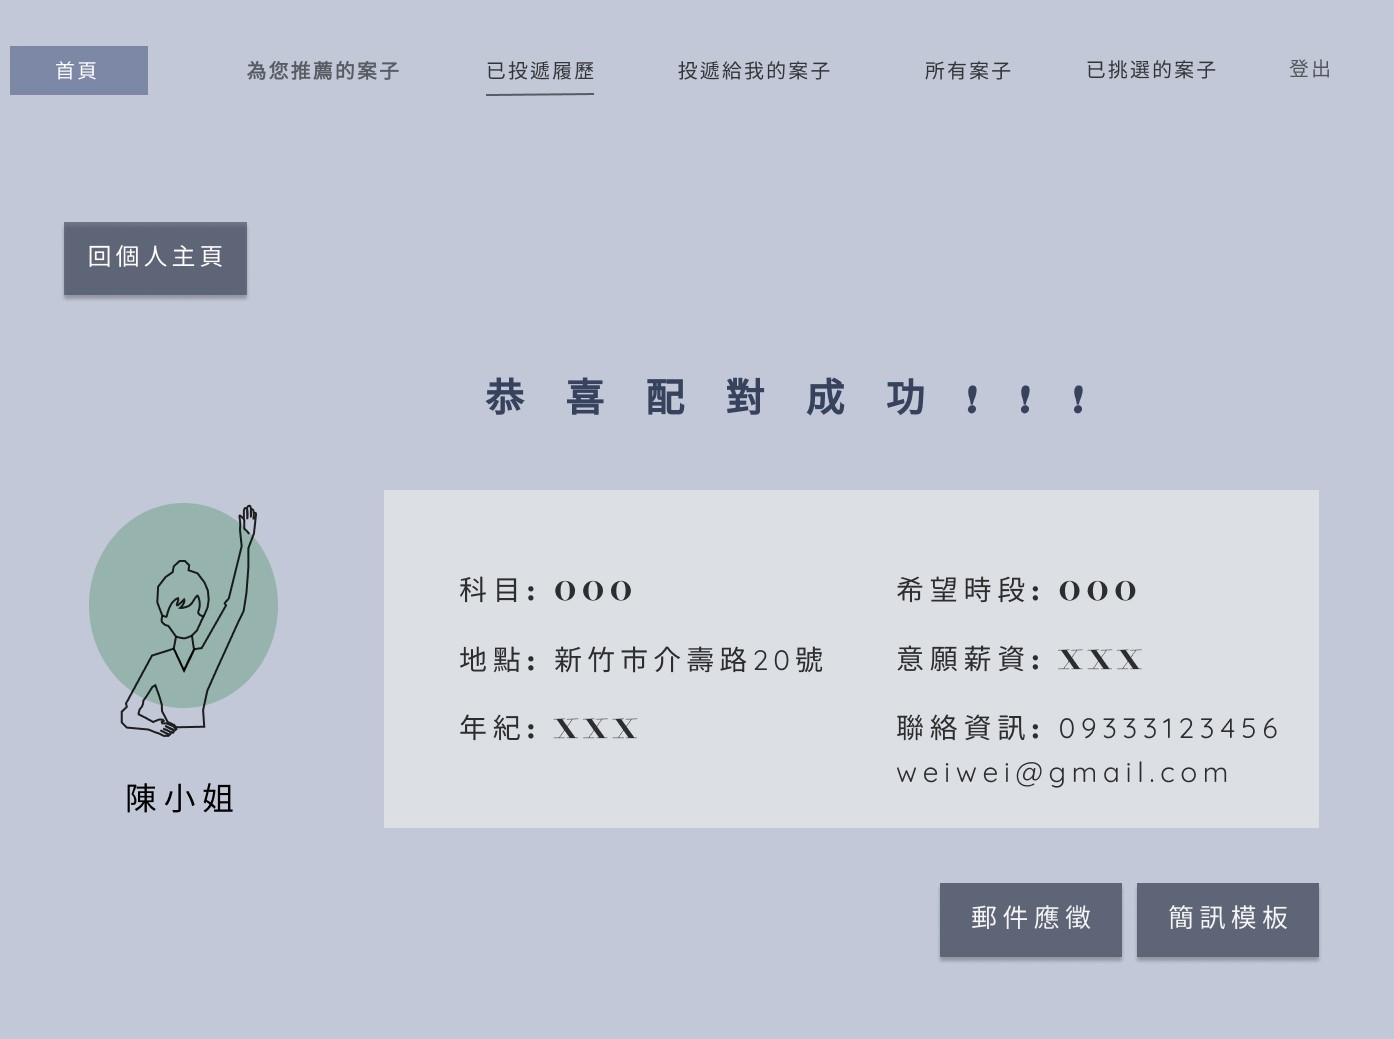 首頁 為您推薦的案子 已投遞履歷 投遞給我的案子 所有案子 已挑選的案子 登出
回個人主頁
恭喜配對成功!!!
科目: OOO 希望時段: OOO
地點: 新竹市介壽路20號 意願薪資: XXX
年紀: XXX 聯絡資訊: 09333123456
weiwei@gmail.com
陳小姐
郵件應徵 簡訊模板